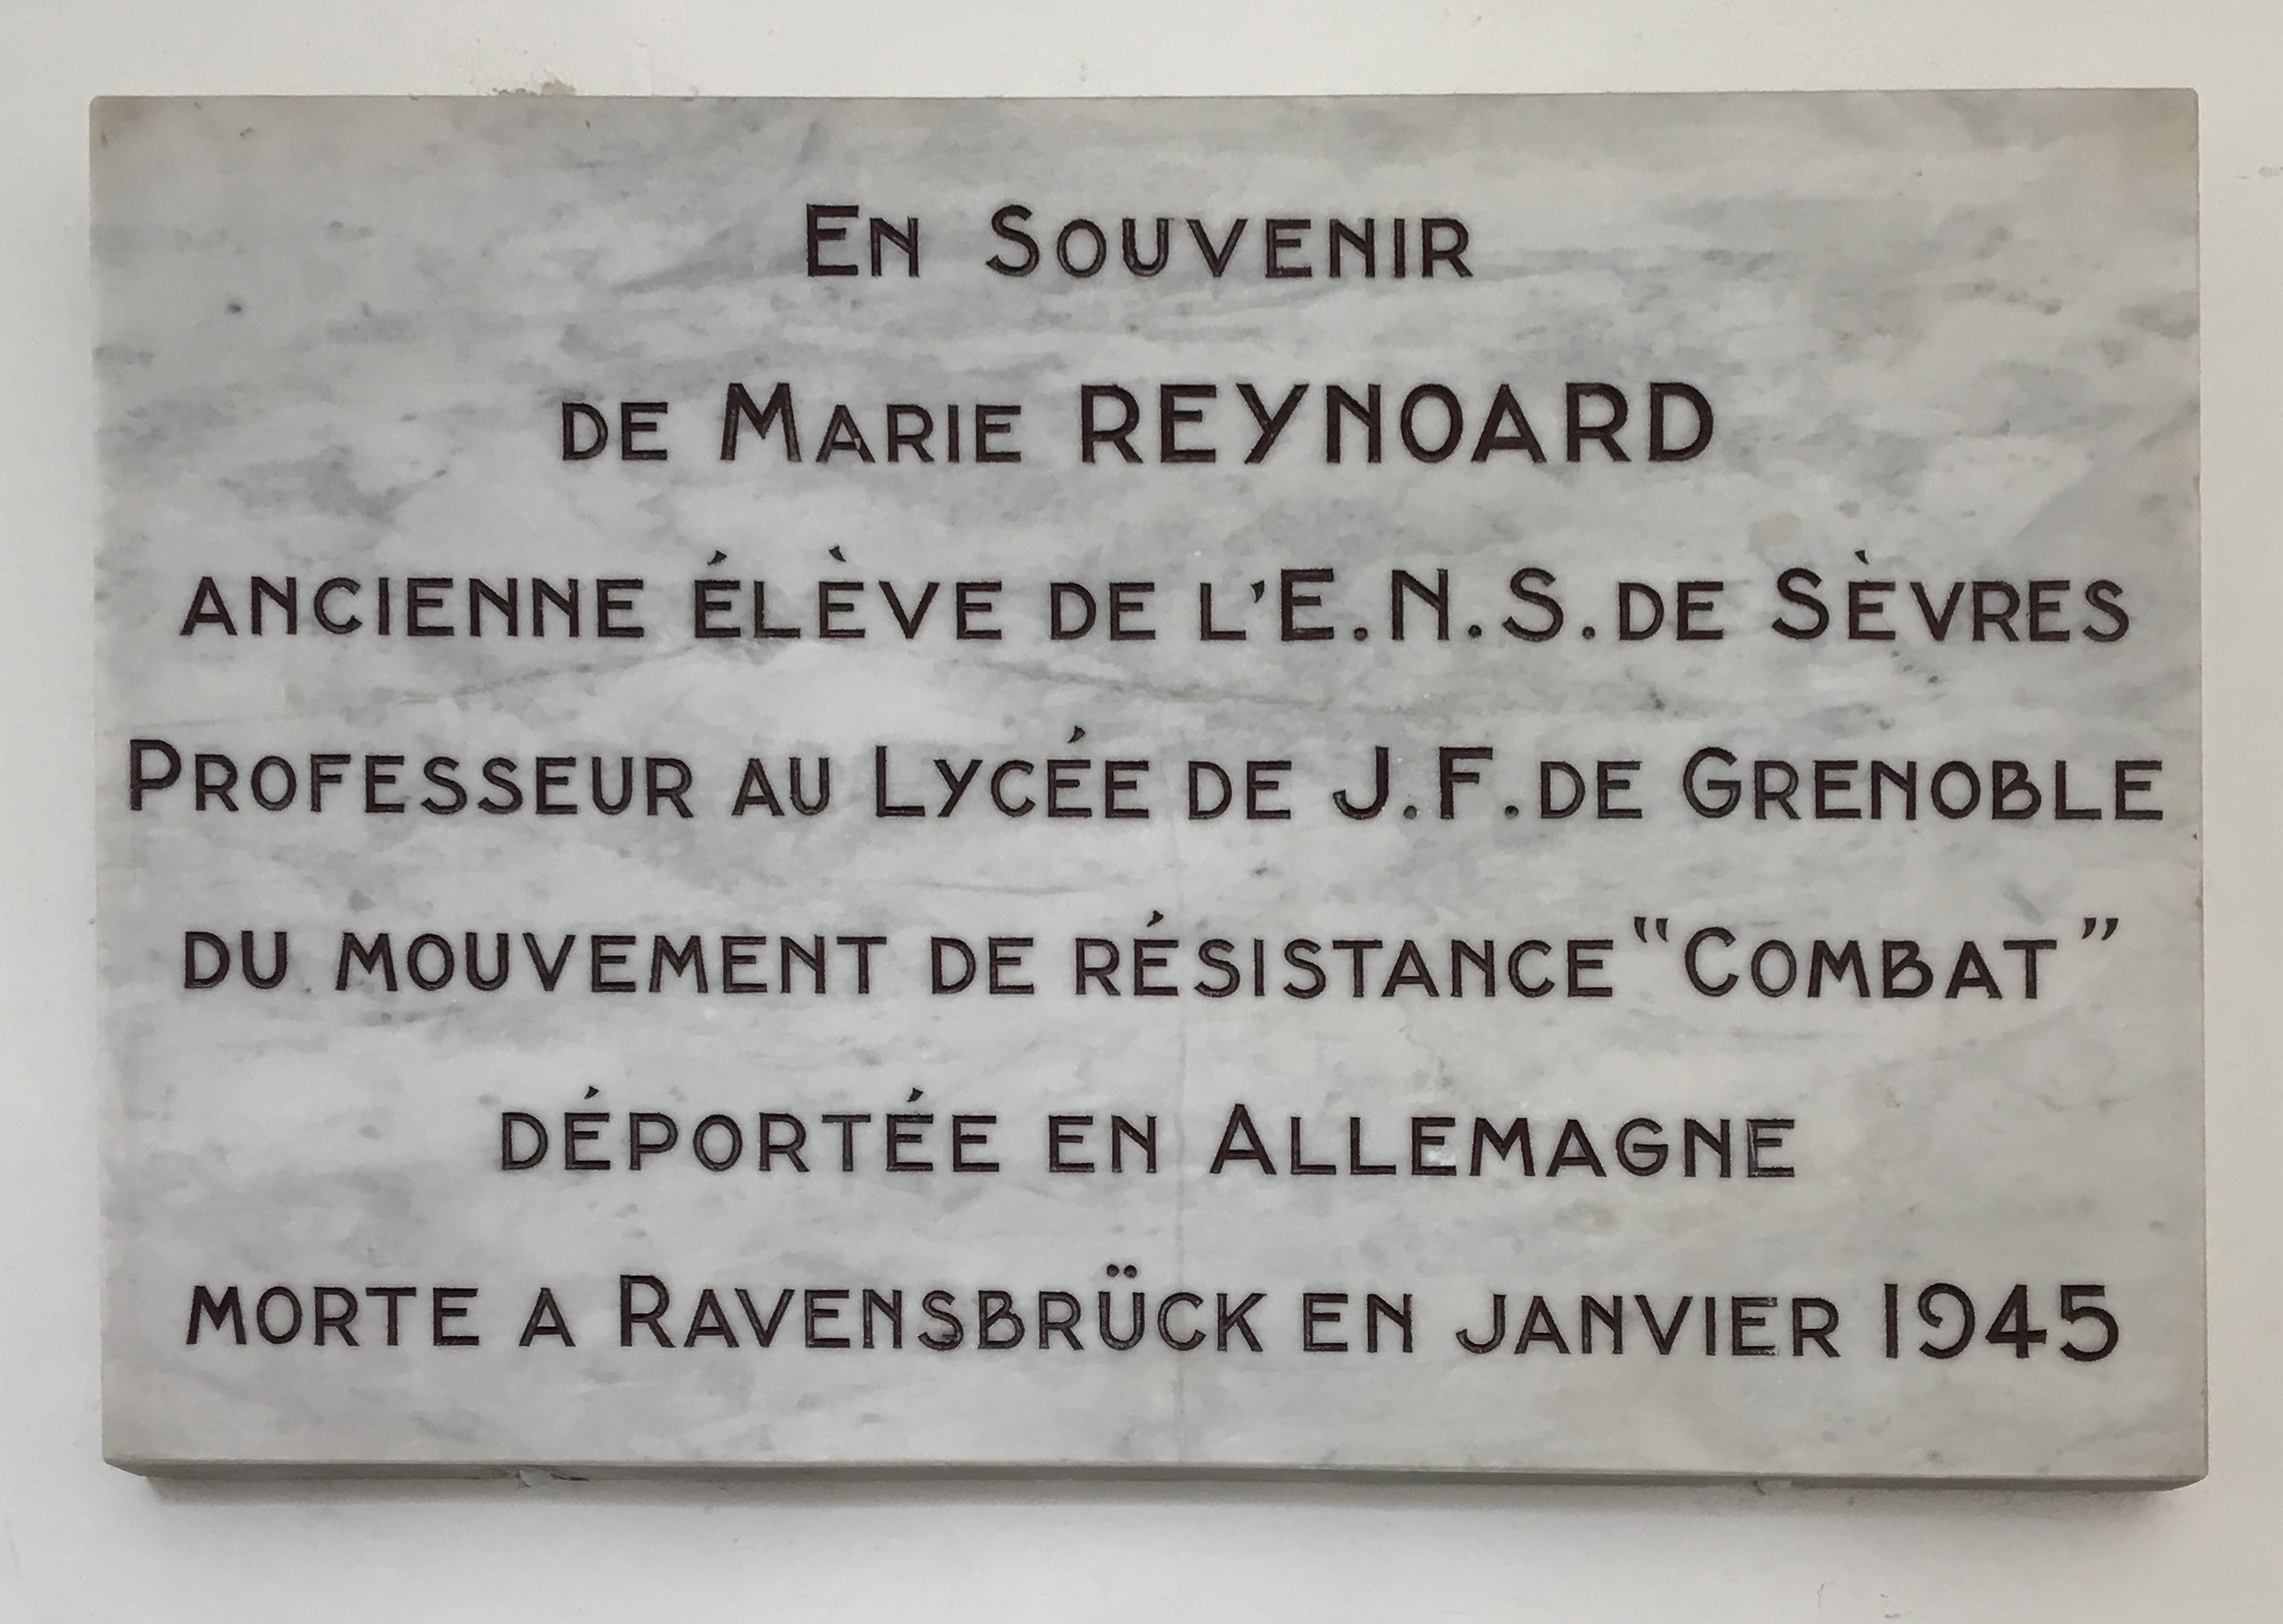 En Souvenir
de Marie REYNOARD
ancienne élève de l'E.N.S. de Sèvres
Professeur au Lycée de J.F. de Grenoble
du mouvement de résistance "Combat"
déportée en Allemagne
morte a Ravensbrück en janvier 1945